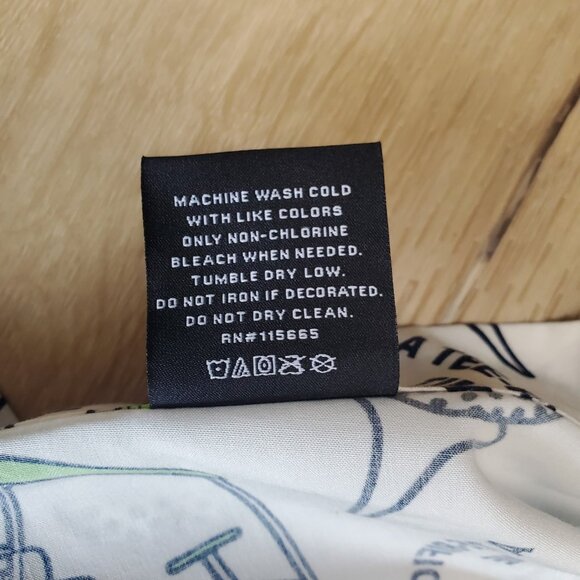 MACHINE WASH COLD
WITH LIKE COLORS
ONLY NON-CHLORINE
BLEACH WHEN NEEDED.
TUMBLE DRY LOW.
DO NOT IRON IF DECORATED.
DO NOT DRY CLEAN.
RN#115665
A TEE